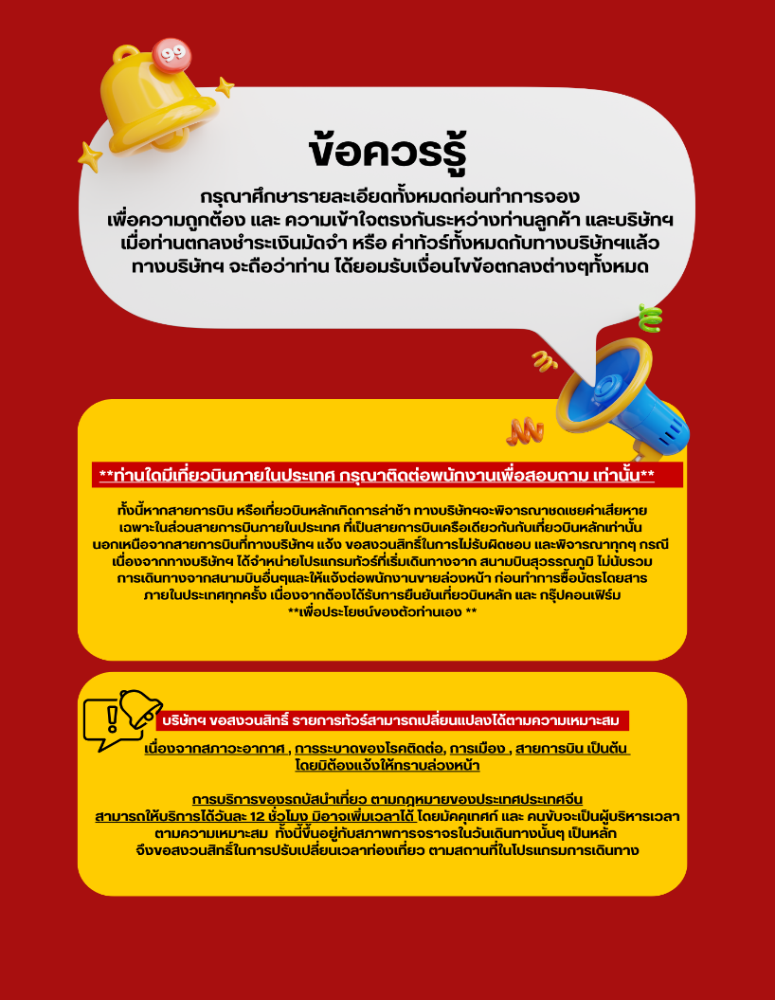 99
ข้อควรรู้
กรุณาศึกษารายละเอียดทั้งหมดก่อนทำการจอง
เพื่อความถูกต้อง และ ความเข้าใจตรงกันระหว่างท่านลูกค้า และบริษัทฯ
เมื่อท่านตกลงชำระเงินมัดจำ หรือ ค่าทัวร์ทั้งหมดกับทางบริษัทฯแล้ว
ทางบริษัทฯ จะถือว่าท่าน ได้ยอมรับเงื่อนไขข้อตกลงต่างๆทั้งหมด
**ท่านใดมีเที่ยวบินภายในประเทศ กรุณาติดต่อพนักงานเพื่อสอบถาม เท่านั้น**
ทั้งนี้หากสายการบิน หรือเที่ยวบินหลักเกิดการล่าช้า ทางบริษัทฯจะพิจารณาชดเชยค่าเสียหาย
เฉพาะในส่วนสายการบินภายในประเทศ ที่เป็นสายการบินเครือเดียวกันกับเที่ยวบินหลักเท่านั้น
นอกเหนือจากสายการบินที่ทางบริษัทฯ แจ้ง ขอสงวนสิทธิ์ในการไม่รับผิดชอบ และพิจารณาทุกๆ กรณี
เนื่องจากทางบริษัทฯ ได้จำหน่ายโปรแกรมทัวร์ที่เริ่มเดินทางจาก สนามบินสุวรรณภูมิ ไม่นับรวม
การเดินทางจากสนามบินอื่นๆและให้แจ้งต่อพนักงานขายล่วงหน้า ก่อนทำการซื้อบัตรโดยสาร
ภายในประเทศทุกครั้ง เนื่องจากต้องได้รับการยืนยันเที่ยวบินหลัก และ กรุ๊ปคอนเฟิร์ม
**เพื่อประโยชน์ของตัวท่านเอง **
บริษัทฯ ขอสงวนสิทธิ์ รายการทัวร์สามารถเปลี่ยนแปลงได้ตามความเหมาะสม
เนื่องจากสภาวะอากาศ , การระบาดของโรคติดต่อ, การเมือง , สายการบิน เป็นต้น
โดยมิต้องแจ้งให้ทราบล่วงหน้า
การบริการของรถบัสนำเที่ยว ตามกฎหมายของประเทศประเทศจีน
สามารถให้บริการได้วันละ 12 ชั่วโมง มิอาจเพิ่มเวลาได้ โดยมัคคุเทศก์ และ คนขับจะเป็นผู้บริหารเวลา
ตามความเหมาะสม ทั้งนี้ขึ้นอยู่กับสภาพการจราจรในวันเดินทางนั้นๆ เป็นหลัก
จึงขอสงวนสิทธิ์ในการปรับเปลี่ยนเวลาท่องเที่ยว ตามสถานที่ในโปรแกรมการเดินทาง